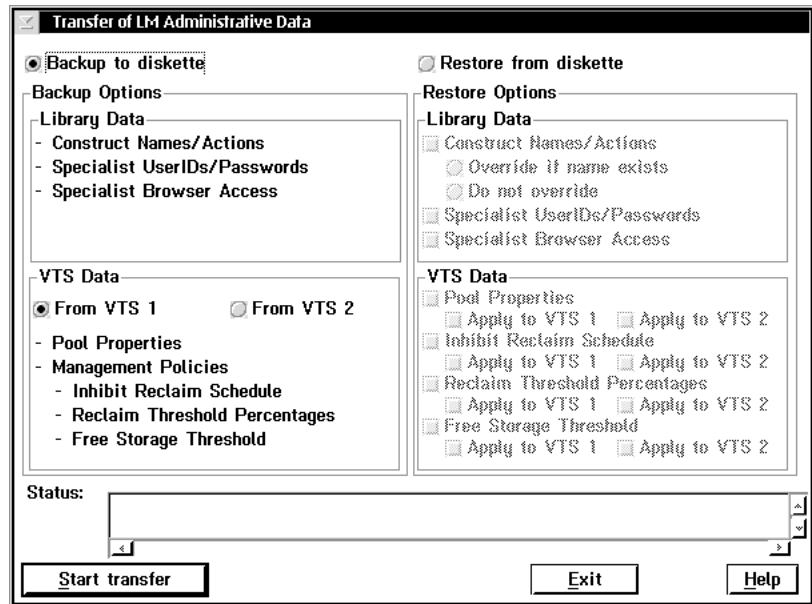 Transfer of LM Administrative Data
Backup to diskette
Restore from diskette
Backup Options
Library Data
- Construct Names/Actions
- Specialist UserIDs/Passwords
- Specialist Browser Access
VTS Data
From VTS 1 From VTS 2
- Pool Properties
- Management Policies
- Inhibit Reclaim Schedule
- Reclaim Threshold Percentages
- Free Storage Threshold
Restore Options
Library Data
Construct Names/Actions
Override if name exists
Do not override
Specialist UserIDs/Passwords
Specialist Browser Access
VTS Data
Pool Properties
Apply to VTS 1 Apply to VTS 2
Inhibit Reclaim Schedule
Apply to VTS 1 Apply to VTS 2
Reclaim Threshold Percentages
Apply to VTS 1 Apply to VTS 2
Free Storage Threshold
Apply to VTS 1 Apply to VTS 2
Status:
Start transfer
Exit
Help